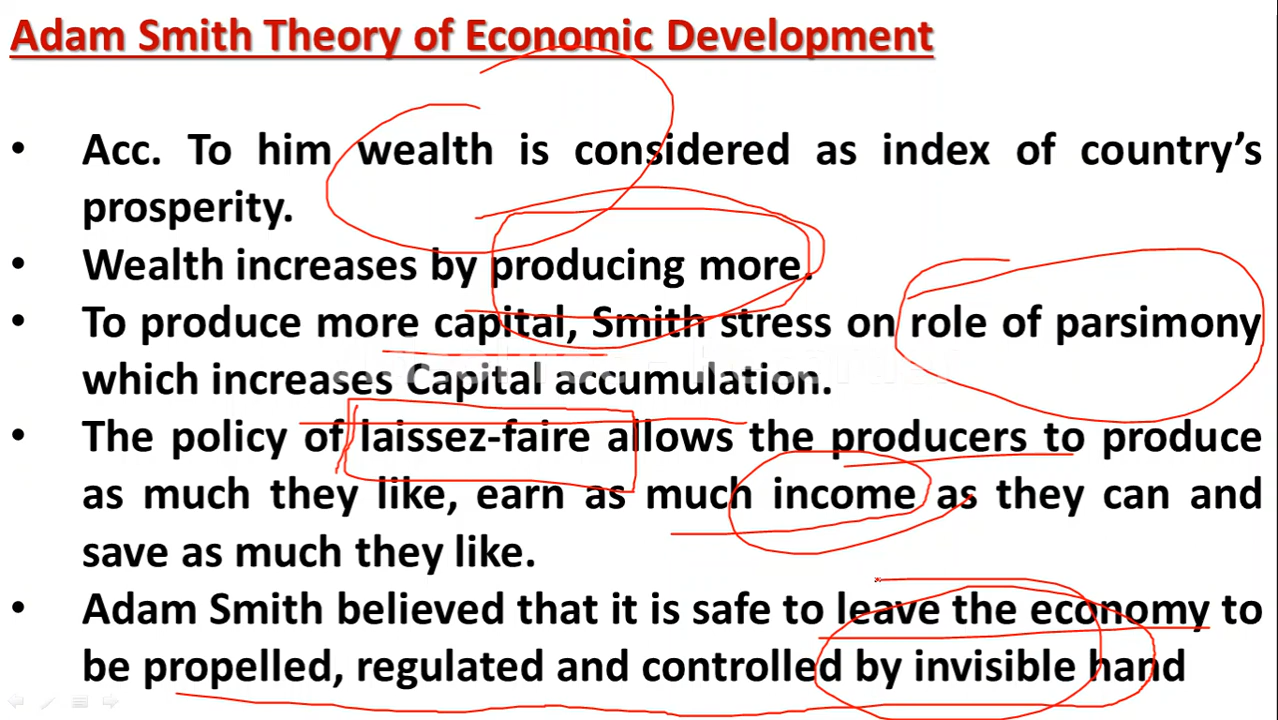 Adam Smith Theory of Economic Development
• Acc. To him wealth is considered as index of country's
prosperity.
• Wealth increases by producing more.
• To produce more capital, Smith stress on role of parsimony
which increases Capital accumulation.
• The policy of laissez-faire allows the producers to produce
as much they like, earn as much income as they can and
save as much they like.
• Adam Smith believed that it is safe to leave the economy to
be propelled, regulated and controlled by invisible hand